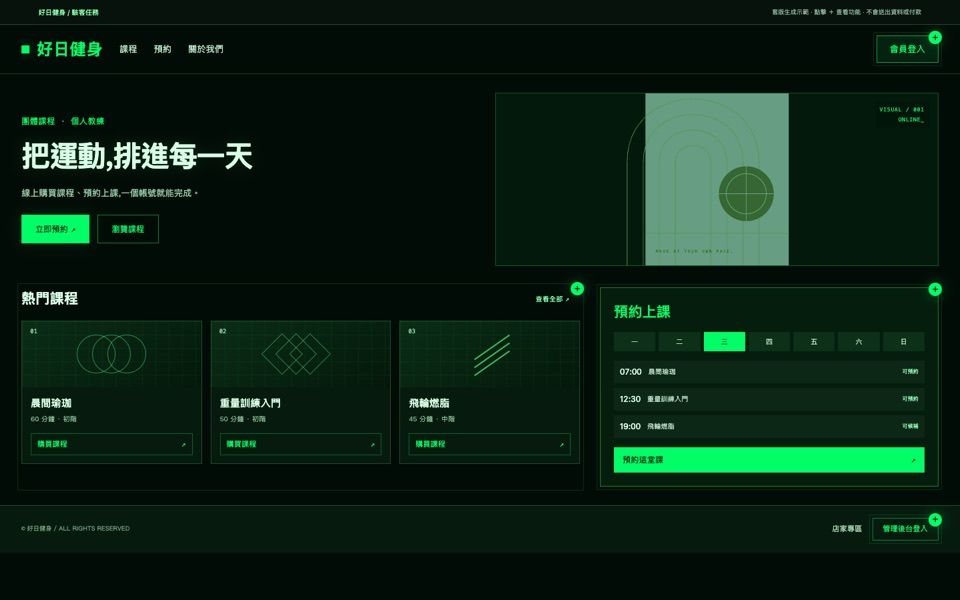 好日健身 / 駭客任務
客版生成示範 · 點擊 + 查看功能 · 不會送出資料或付款
好日健身
課程
預約
關於我們
會員登入
團體課程 · 個人教練
把運動,排進每一天
線上購買課程、預約上課,一個帳號就能完成。
立即預約 ↗
瀏覽課程
VISUAL / 001
ONLINE_
MOVE AT YOUR OWN PACE.
熱門課程
查看全部 ↗
01
晨間瑜珈
60 分鐘 · 初階
購買課程 ↗
02
重量訓練入門
50 分鐘 · 初階
購買課程 ↗
03
飛輪燃脂
45 分鐘 · 中階
購買課程 ↗
預約上課
一 二 三 四 五 六 日
07:00 晨間瑜珈 可預約
12:30 重量訓練入門 可預約
19:00 飛輪燃脂 可候補
預約這堂課 ↗
© 好日健身 / ALL RIGHTS RESERVED
店家專區
管理後台登入